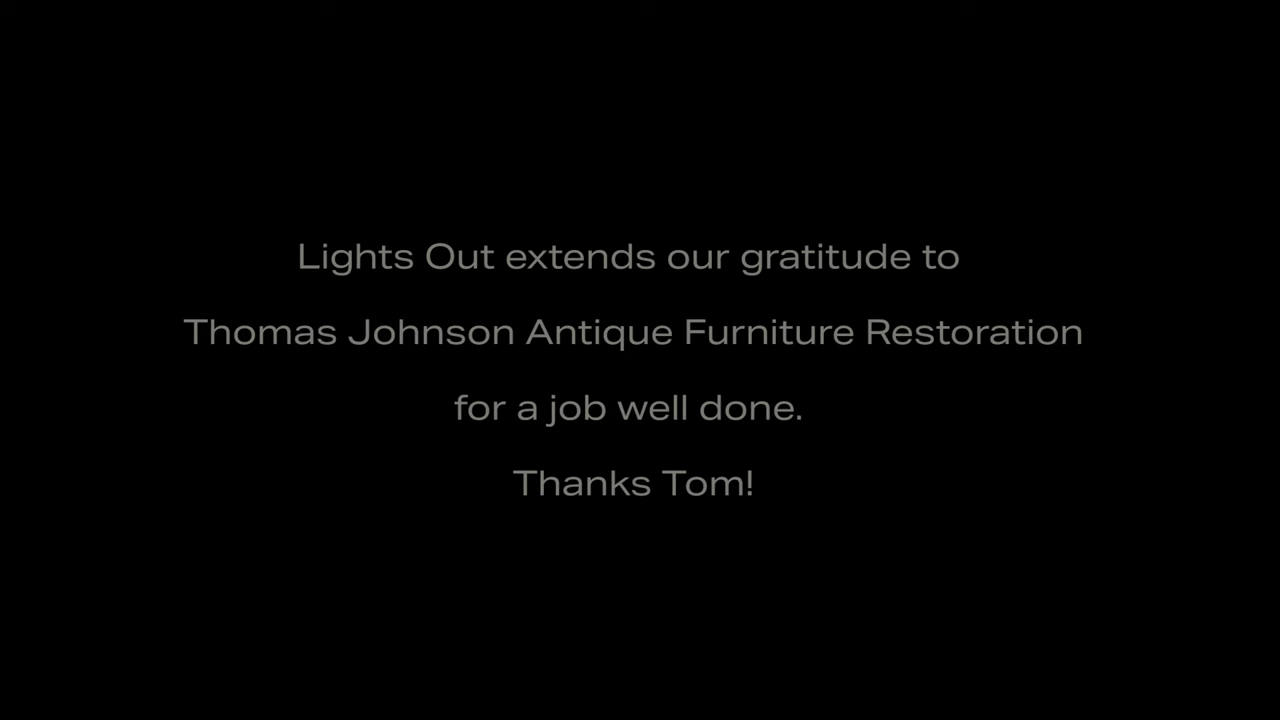 Lights Out extends our gratitude to
Thomas Johnson Antique Furniture Restoration
for a job well done.
Thanks Tom!